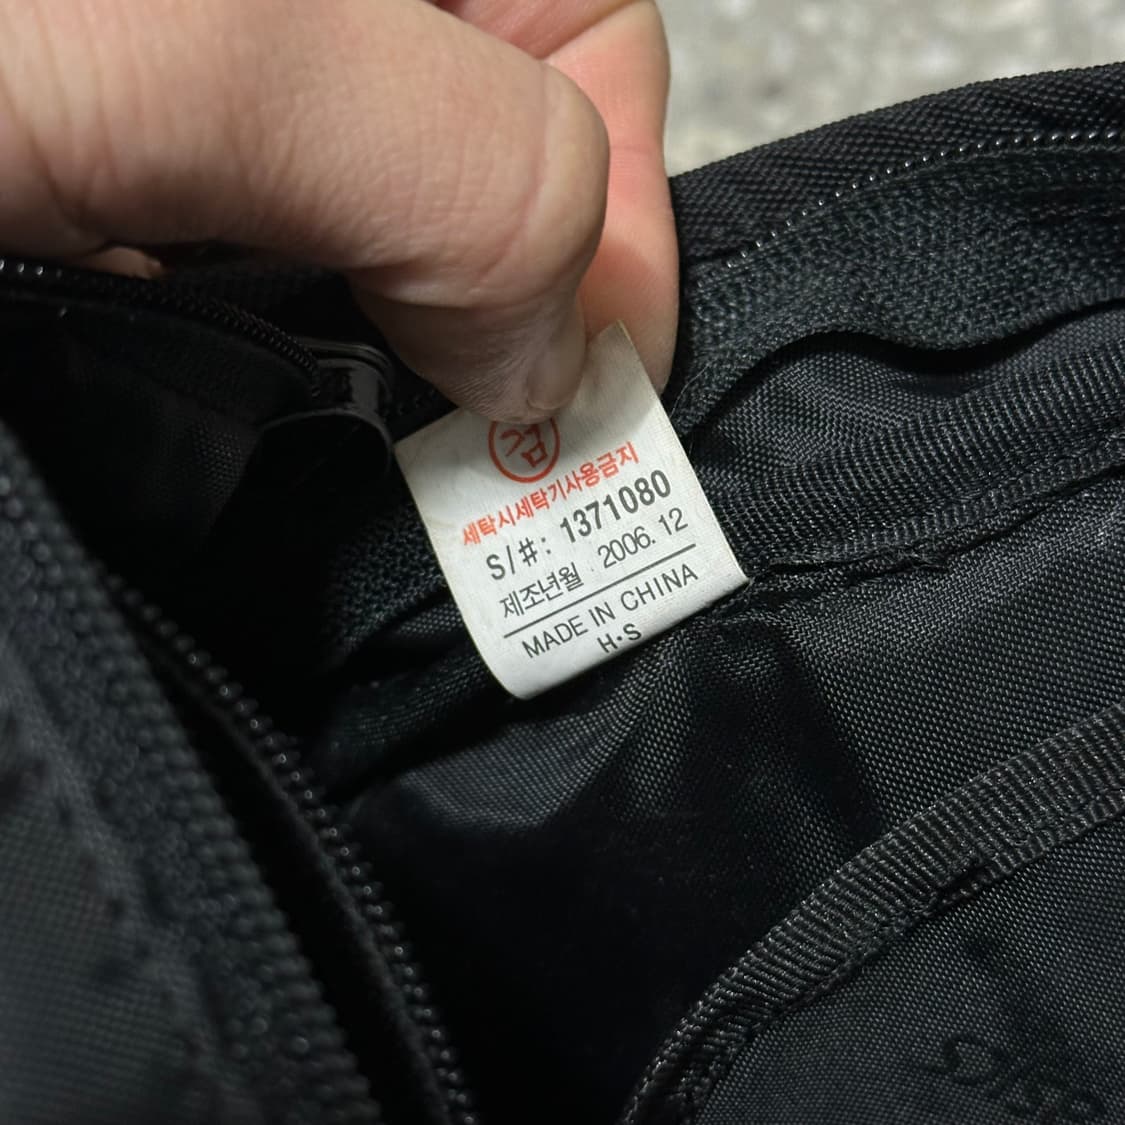 검
세탁시세탁기사용금지
S/#: 1371080
제조년월 2006. 12
MADE IN CHINA
H·S